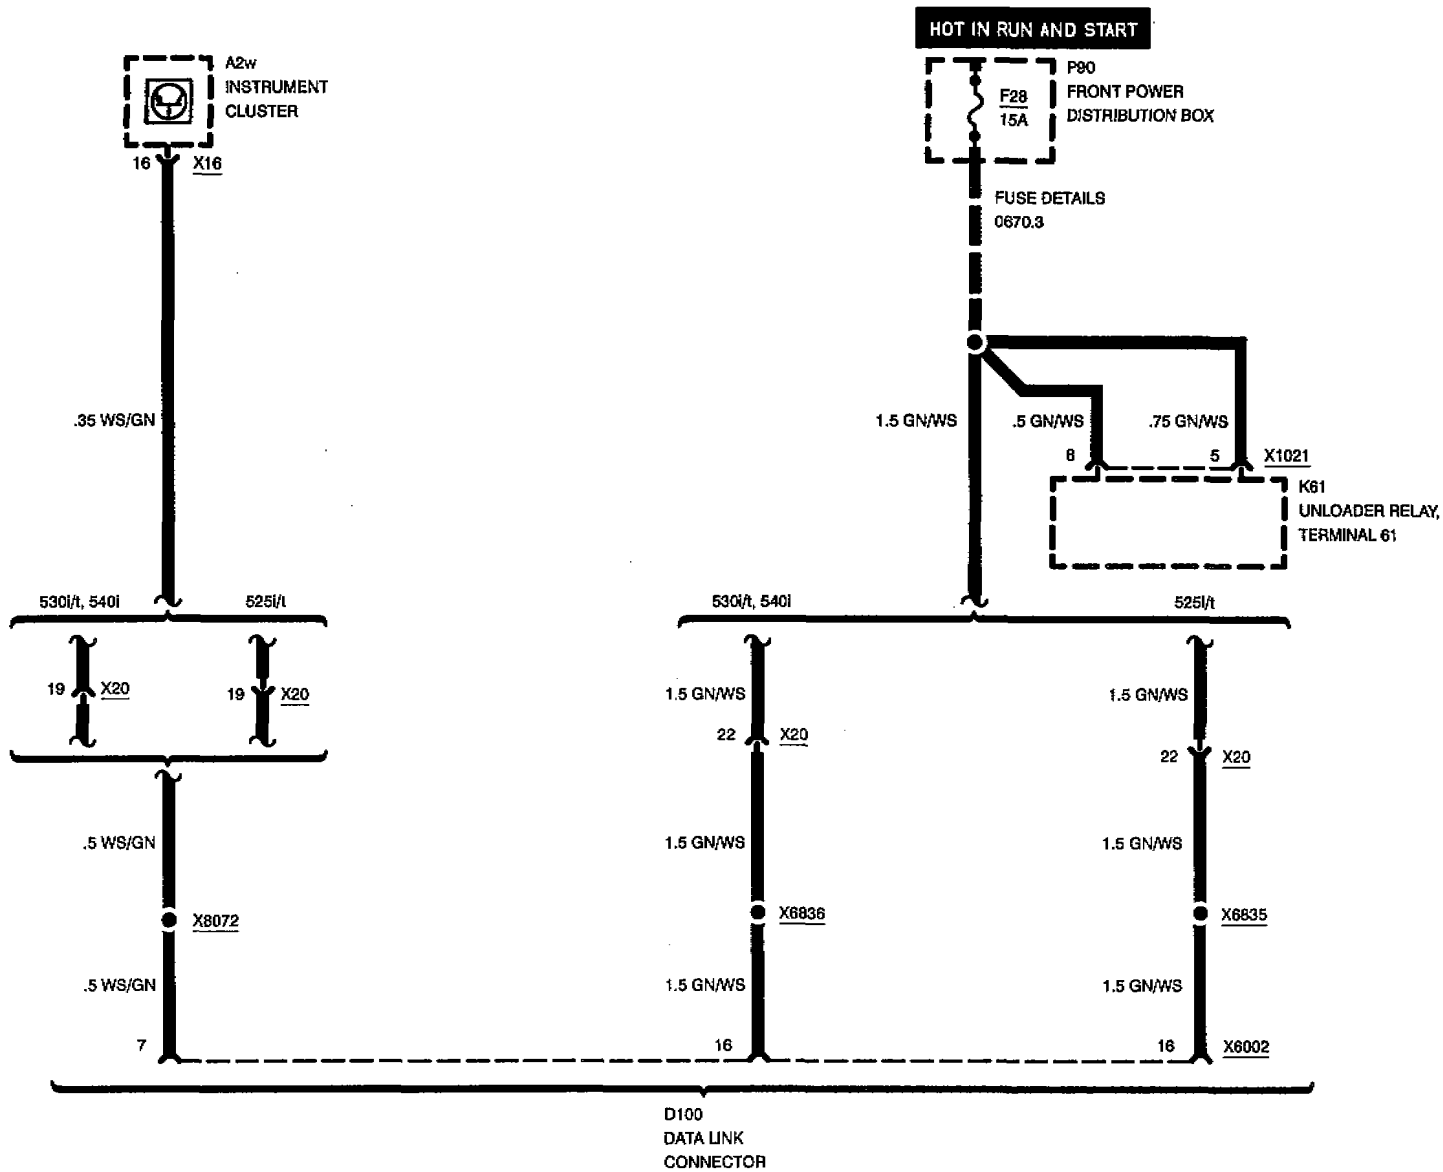 HOT IN RUN AND START
A2w
INSTRUMENT
CLUSTER
16 X16
P90
FRONT POWER
DISTRIBUTION BOX
F28
15A
FUSE DETAILS
0670.3
.35 WS/GN
1.5 GN/WS
.5 GN/WS
.75 GN/WS
8
5
X1021
K61
UNLOADER RELAY,
TERMINAL 61
530i/t, 540i
525i/t
530i/t, 540i
525i/t
19 X20
19 X20
1.5 GN/WS
1.5 GN/WS
22 X20
22 X20
.5 WS/GN
1.5 GN/WS
1.5 GN/WS
X8072
X6836
X6835
.5 WS/GN
1.5 GN/WS
1.5 GN/WS
7
16
16
X6002
D100
DATA LINK
CONNECTOR